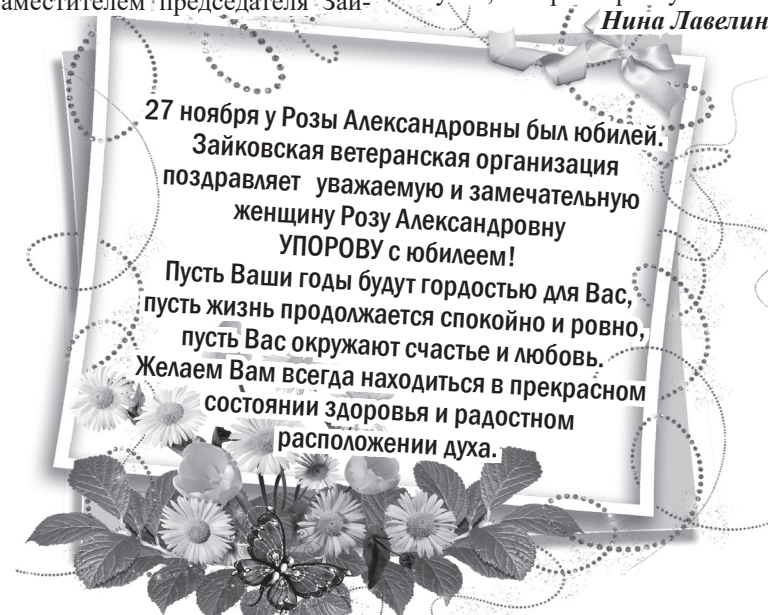 заместителем председателя Зай-
Нина Лавелин
27 ноября у Розы Александровны был юбилей.
Зайковская ветеранская организация
поздравляет уважаемую и замечательную
женщину Розу Александровну
УПОРОВУ с юбилеем!
Пусть Ваши годы будут гордостью для Вас,
пусть жизнь продолжается спокойно и ровно,
пусть Вас окружают счастье и любовь.
Желаем Вам всегда находиться в прекрасном
состоянии здоровья и радостном
расположении духа.